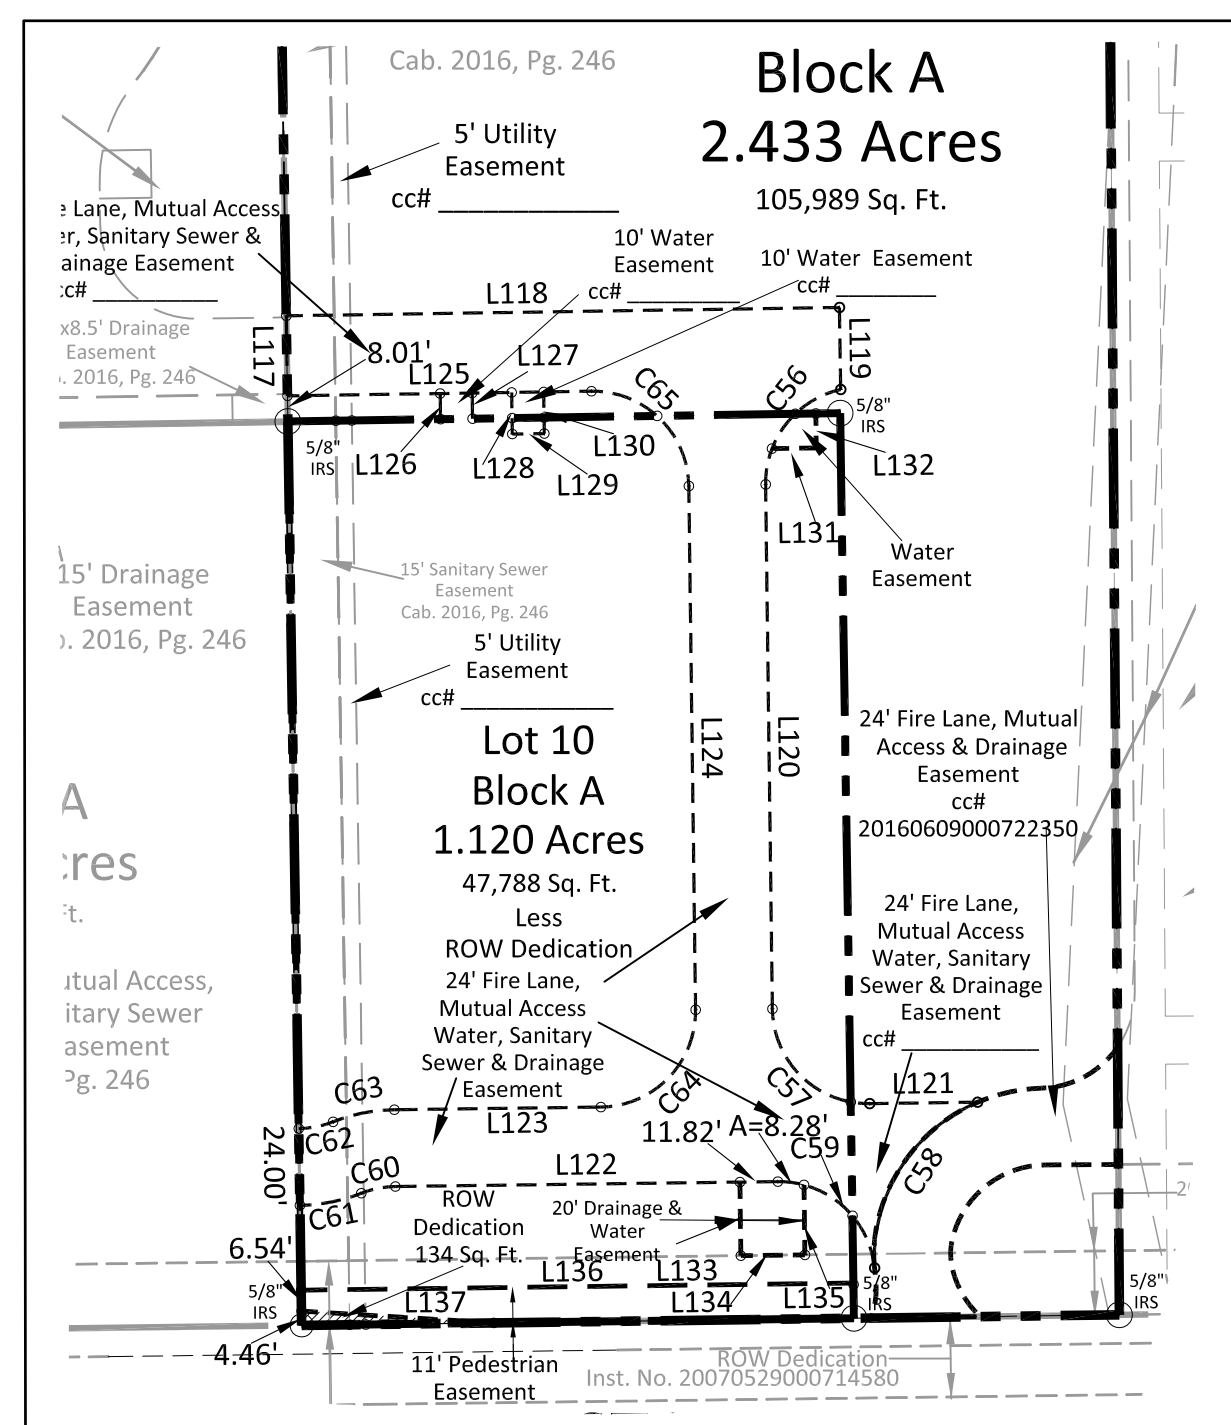 Cab. 2016, Pg. 246
Block A
2.433 Acres
105,989 Sq. Ft.
5' Utility
Easement
cc# ______________
e Lane, Mutual Access
er, Sanitary Sewer &
ainage Easement
cc# __________
10' Water
Easement
cc# _________
10' Water Easement
cc# ________
x8.5' Drainage
Easement
. 2016, Pg. 246
L118
L117
8.01'
L125
L127
C65
C56
L119
5/8"
IRS
5/8"
IRS
L126
L128
L130
L129
L132
L131
Water
Easement
15' Drainage
Easement
. 2016, Pg. 246
15' Sanitary Sewer
Easement
Cab. 2016, Pg. 246
5' Utility
Easement
cc# ____________
Lot 10
Block A
1.120 Acres
47,788 Sq. Ft.
Less
ROW Dedication
L124
L120
24' Fire Lane, Mutual
Access & Drainage
Easement
cc#
20160609000722350
A
cres
Ft.
utual Access,
itary Sewer
asement
Pg. 246
24' Fire Lane,
Mutual Access
Water, Sanitary
Sewer & Drainage
Easement
24' Fire Lane,
Mutual Access
Water, Sanitary
Sewer & Drainage
Easement
cc# ___________
C63
C62
L123
C64
C57
L121
11.82'
A=8.28'
C59
C58
24.00'
C60
C61
L122
ROW
Dedication
134 Sq. Ft.
20' Drainage &
Water
Easement
2'
6.54'
5/8"
IRS
L136
L133
L137
L134
L135
5/8"
IRS
5/8"
IRS
4.46'
11' Pedestrian
Easement
ROW Dedication
Inst. No. 20070529000714580